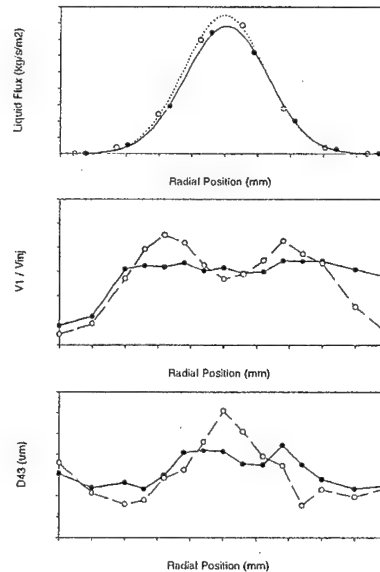 Liquid Flux (kg/s/m2)
Radial Position (mm)
V1 / Vinj
Radial Position (mm)
D43 (um)
Radial Position (mm)